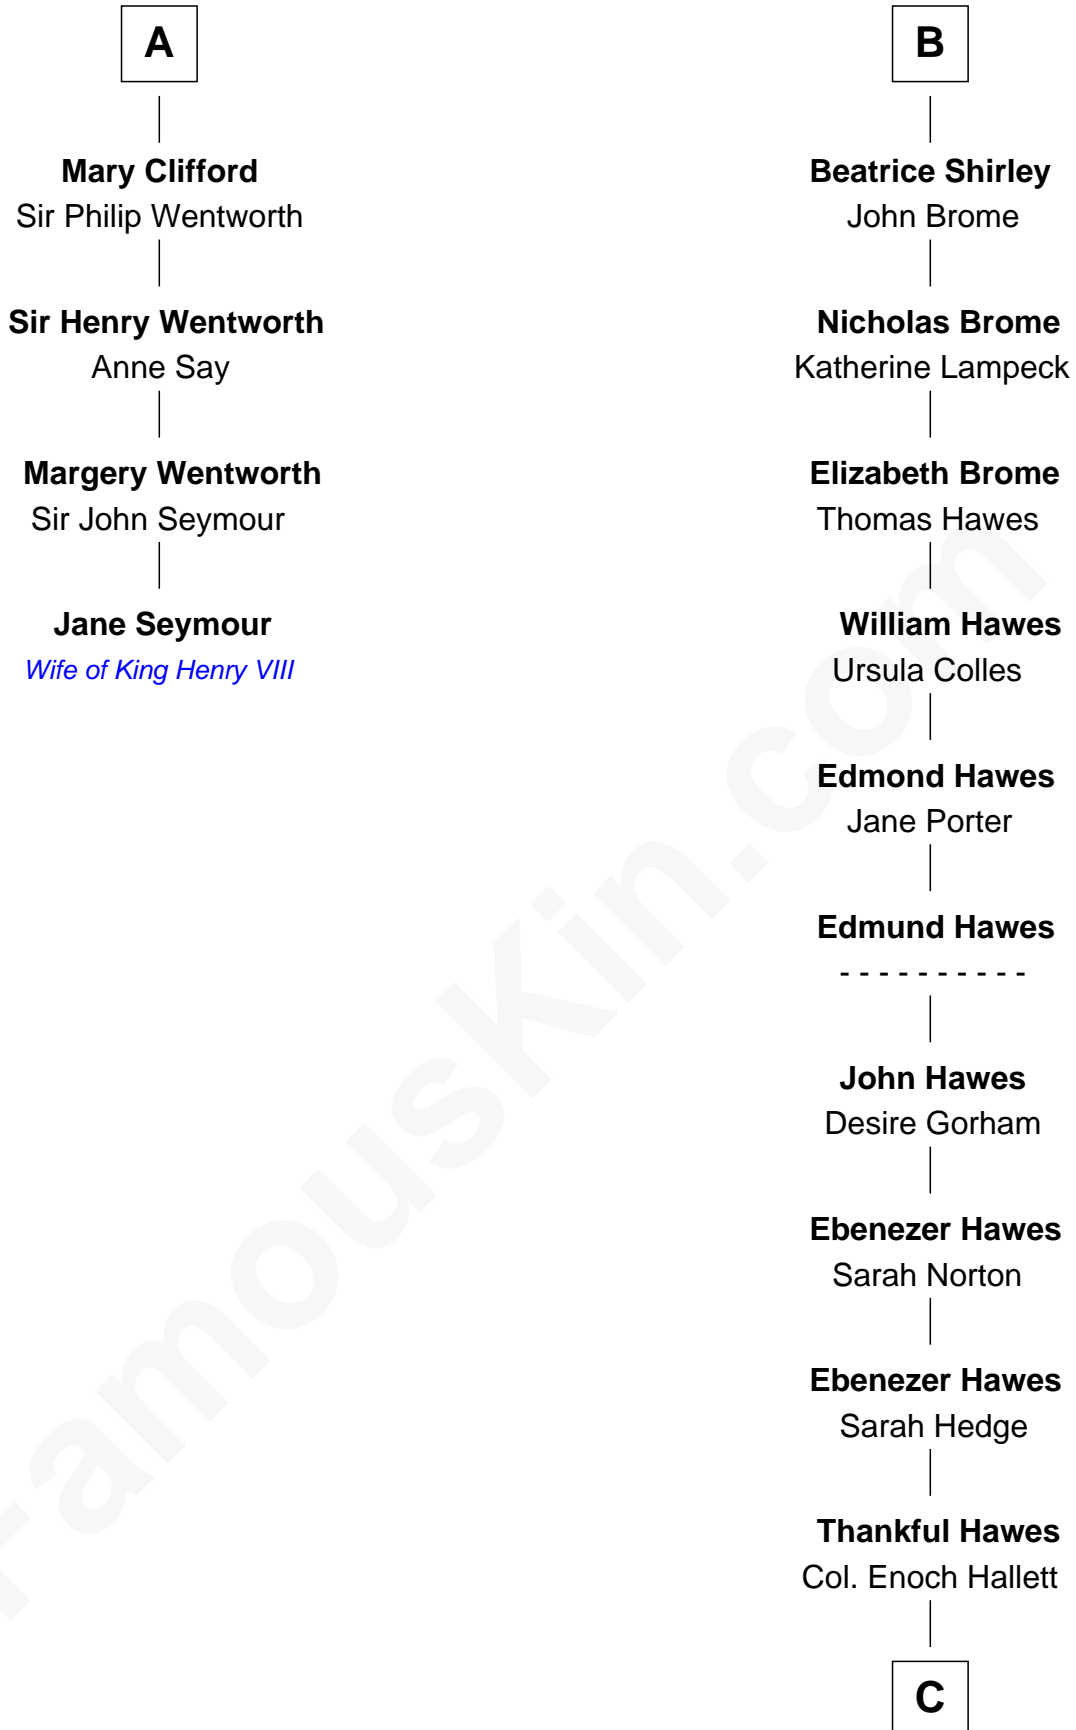 A
Mary Clifford
Sir Philip Wentworth
Sir Henry Wentworth
Anne Say
Margery Wentworth
Sir John Seymour
Jane Seymour
Wife of King Henry VIII
B
Beatrice Shirley
John Brome
Nicholas Brome
Katherine Lampeck
Elizabeth Brome
Thomas Hawes
William Hawes
Ursula Colles
Edmond Hawes
Jane Porter
Edmund Hawes
- - - - - - - - - -
John Hawes
Desire Gorham
Ebenezer Hawes
Sarah Norton
Ebenezer Hawes
Sarah Hedge
Thankful Hawes
Col. Enoch Hallett
C
FamousKin.com